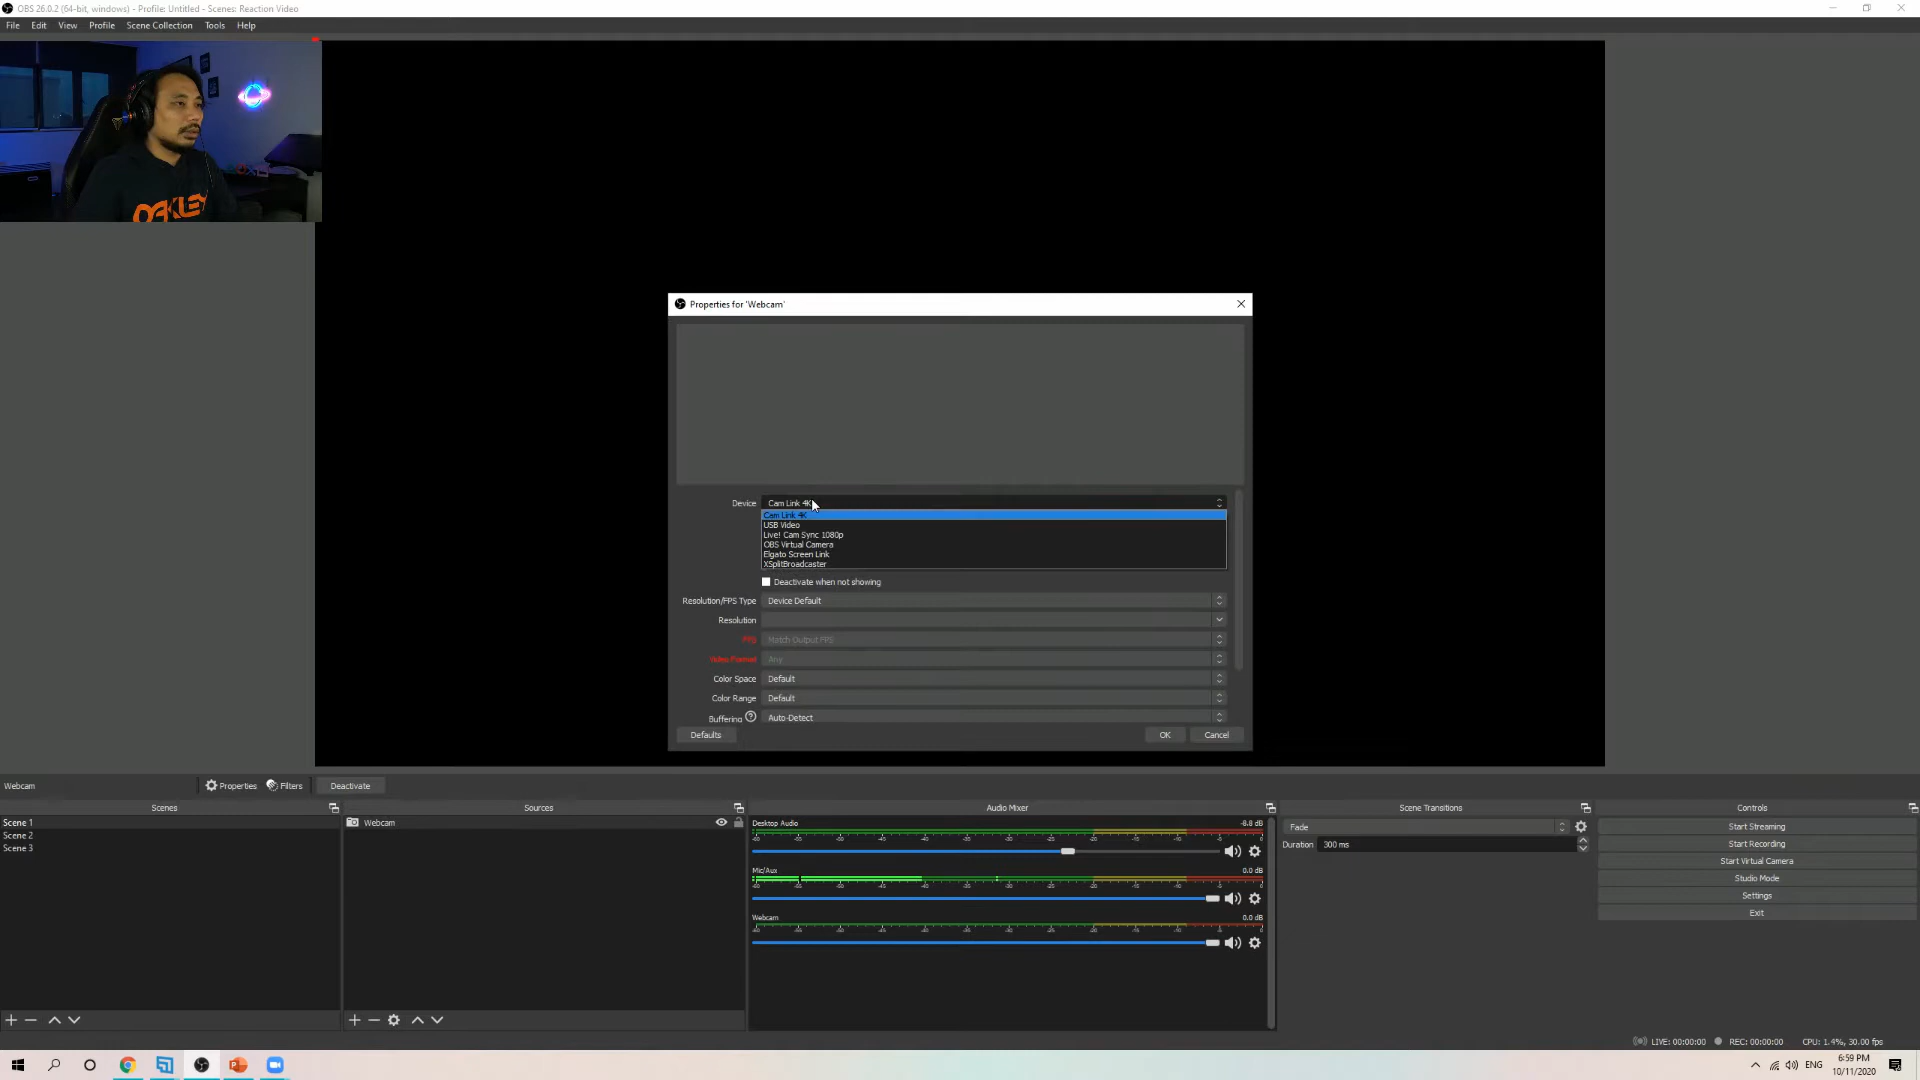 OBS 26.0.2 (64-bit, windows) - Profile: Untitled - Scenes: Reaction Video
File Edit View Profile Scene Collection Tools Help
OAKLEY
Properties for 'Webcam'
Device Cam Link 4K
Cam Link 4K
USB Video
Live! Cam Sync 1080p
OBS Virtual Camera
Elgato Screen Link
XSplitBroadcaster
Deactivate when not showing
Resolution/FPS Type Device Default
Resolution
FPS Match Output FPS
Video Format Any
Color Space Default
Color Range Default
Buffering ? Auto-Detect
Defaults OK Cancel
Webcam Properties Filters Deactivate
Scenes Sources Audio Mixer Scene Transitions Controls
Scene 1
Scene 2
Scene 3
Webcam
Desktop Audio -8.8 dB
Mic/Aux 0.0 dB
Webcam 0.0 dB
Fade
Duration 300 ms
Start Streaming
Start Recording
Start Virtual Camera
Studio Mode
Settings
Exit
LIVE: 00:00:00 REC: 00:00:00 CPU: 1.4%, 30.00 fps
ENG 6:59 PM
10/11/2020